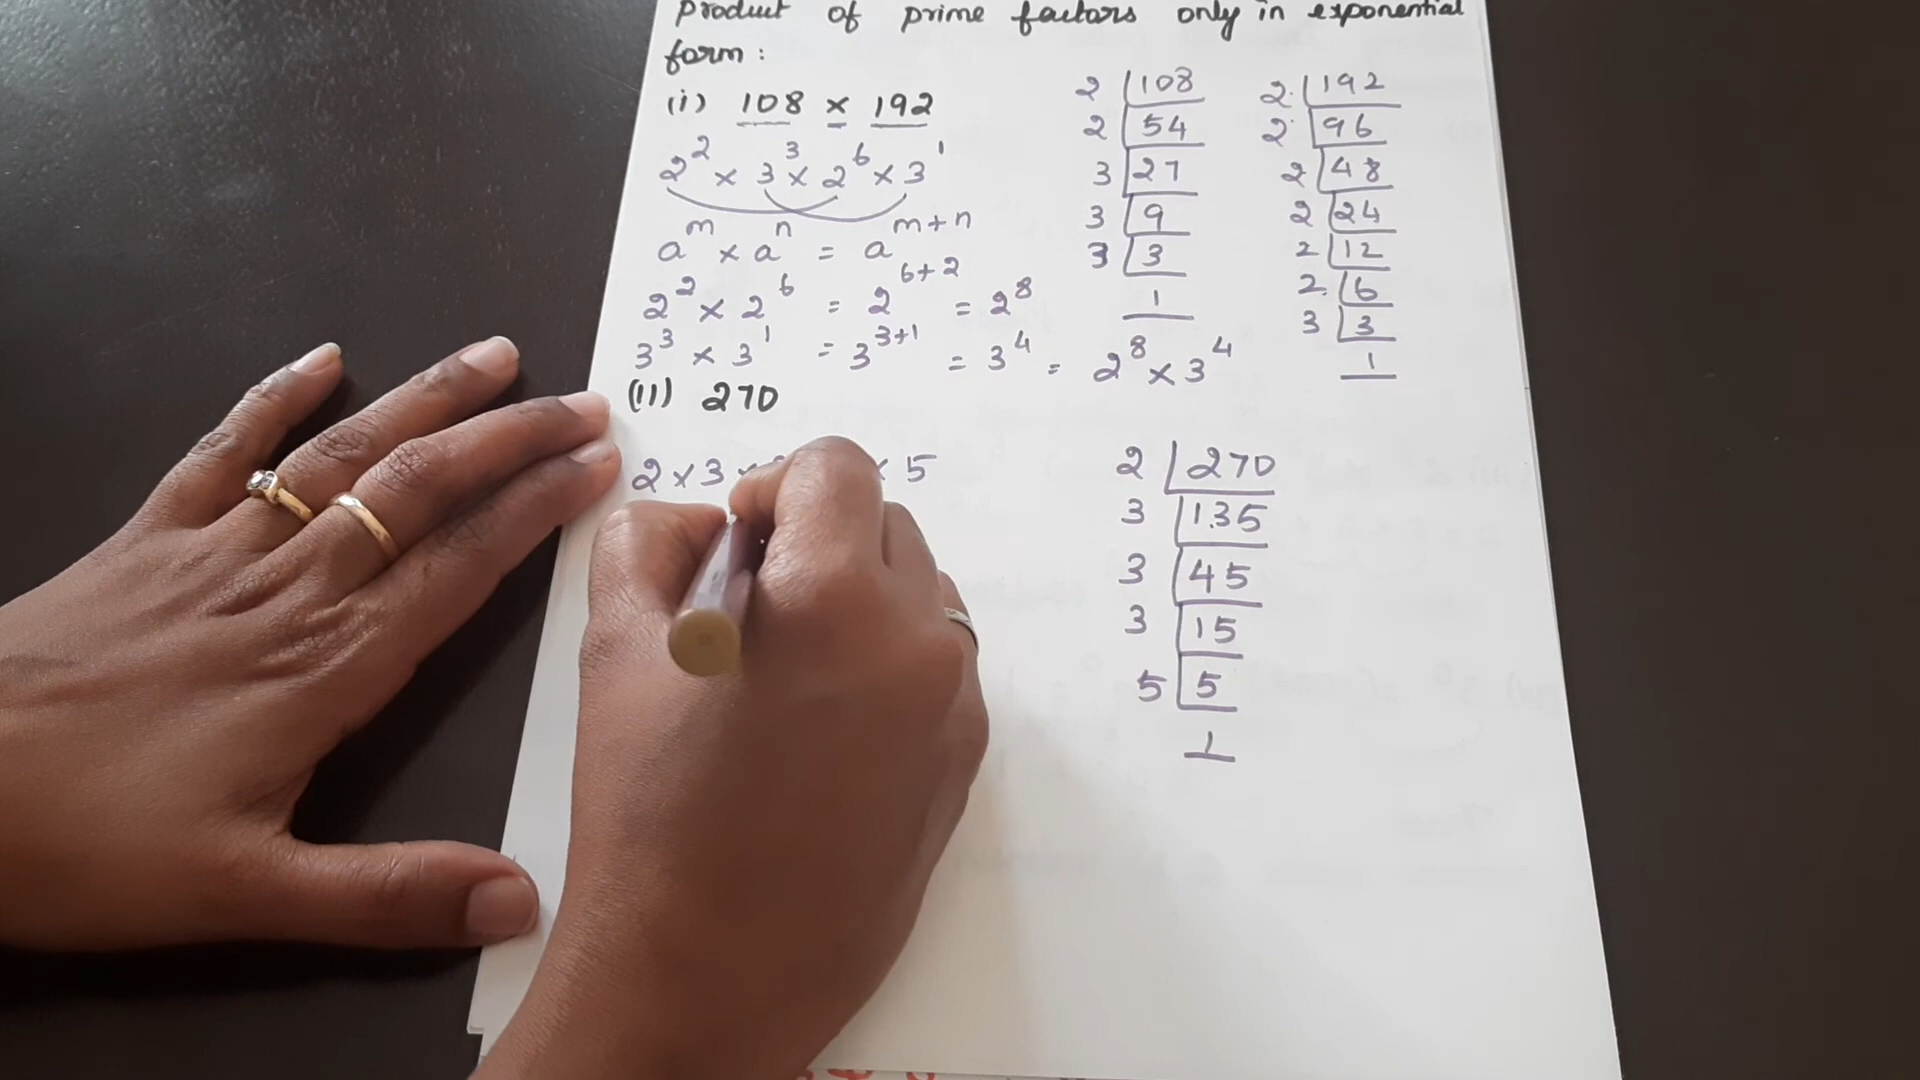 product of prime factors only in exponential
form :
(i) 108 × 192
2² × 3³ × 2⁶ × 3¹
aᵐ × aⁿ = aᵐ⁺ⁿ
2² × 2⁶ = 2⁶⁺² = 2⁸
3³ × 3¹ = 3³⁺¹ = 3⁴ = 2⁸ × 3⁴
2 108
2 54
3 27
3 9
3 3
1
2 192
2 96
2 48
2 24
2 12
2 6
3 3
1
(ii) 270
2 × 3 × × 5
2 270
3 135
3 45
3 15
5 5
1